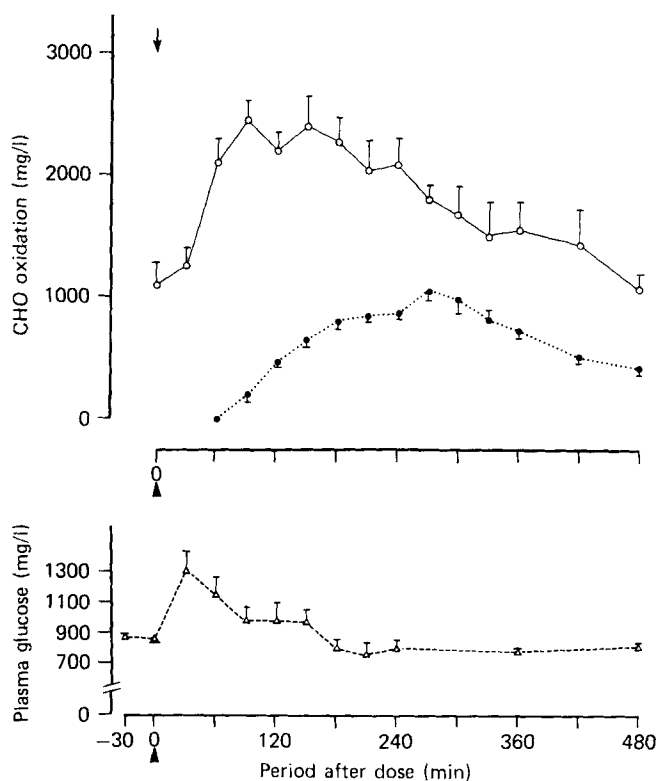 3000
2000
1000
0
CHO oxidation (mg/l)
0
1300
1100
900
700
0
Plasma glucose (mg/l)
−30 0 120 240 360 480
Period after dose (min)